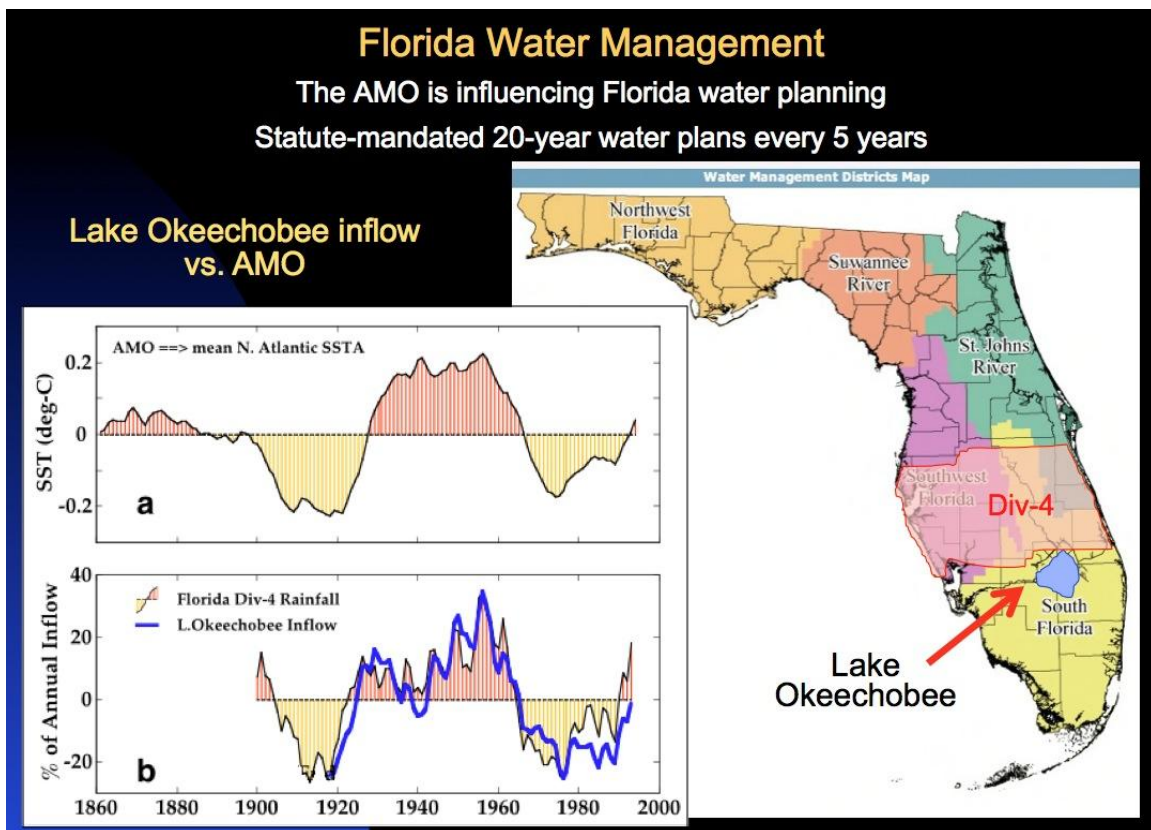 Florida Water Management
The AMO is influencing Florida water planning
Statute-mandated 20-year water plans every 5 years
Lake Okeechobee inflow
vs. AMO
AMO ==> mean N. Atlantic SSTA
SST (deg-C)
0.2
0
-0.2
a
% of Annual Inflow
40
20
0
-20
Florida Div-4 Rainfall
L.Okeechobee Inflow
b
1860
1880
1900
1920
1940
1960
1980
2000
Water Management Districts Map
Northwest
Florida
Suwannee
River
St. Johns
River
Southwest
Florida
Div-4
South
Florida
Lake
Okeechobee